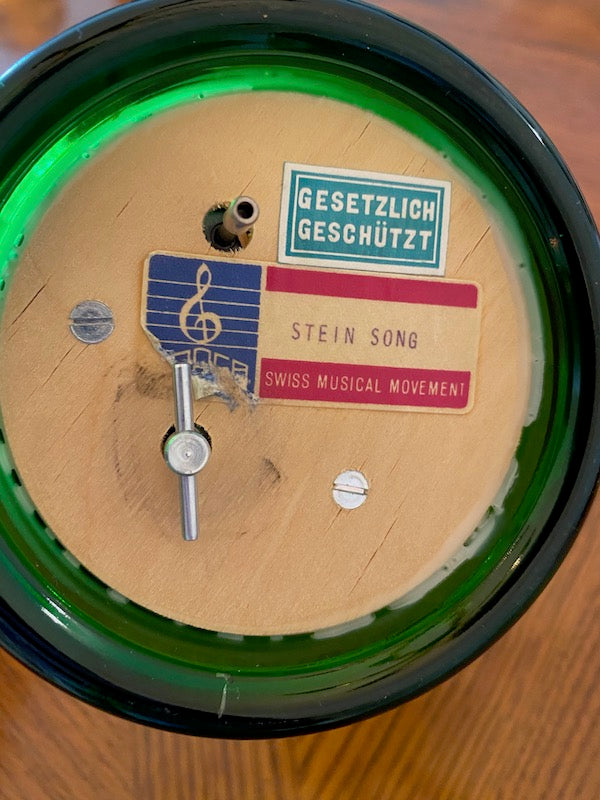 GESETZLICH
GESCHÜTZT
STEIN SONG
SWISS MUSICAL MOVEMENT